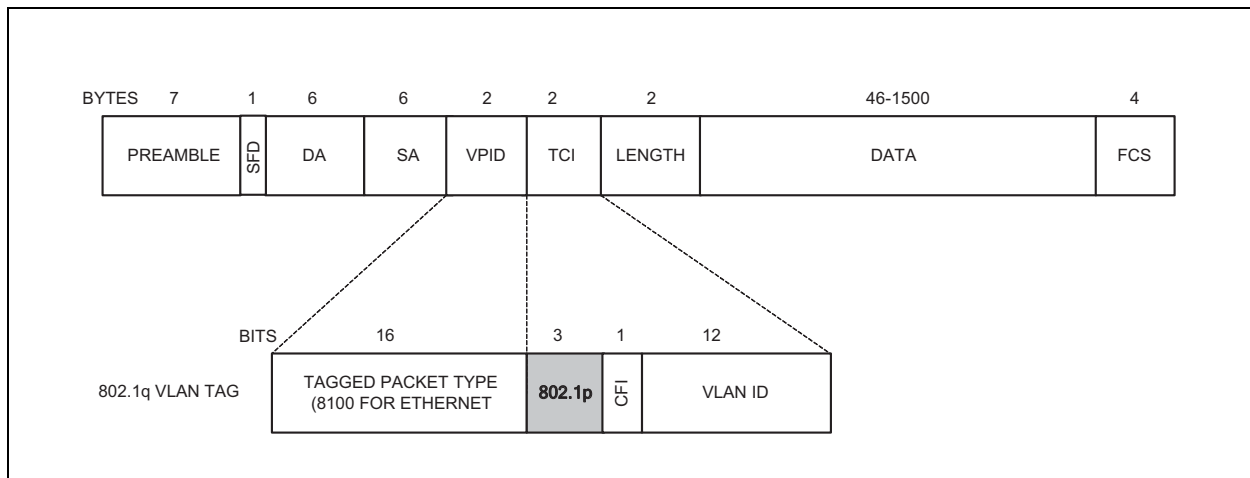 BYTES 7 1 6 6 2 2 2 46-1500 4
PREAMBLE SFD DA SA VPID TCI LENGTH DATA FCS
BITS 16 3 1 12
802.1q VLAN TAG
TAGGED PACKET TYPE
(8100 FOR ETHERNET
802.1p CFI VLAN ID